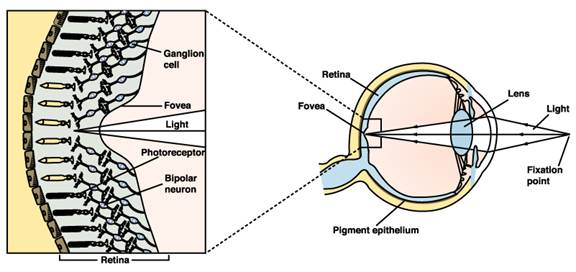 Ganglion
cell
Fovea
Light
Photoreceptor
Bipolar
neuron
Retina
Retina
Fovea
Lens
Light
Fixation
point
Pigment epithelium